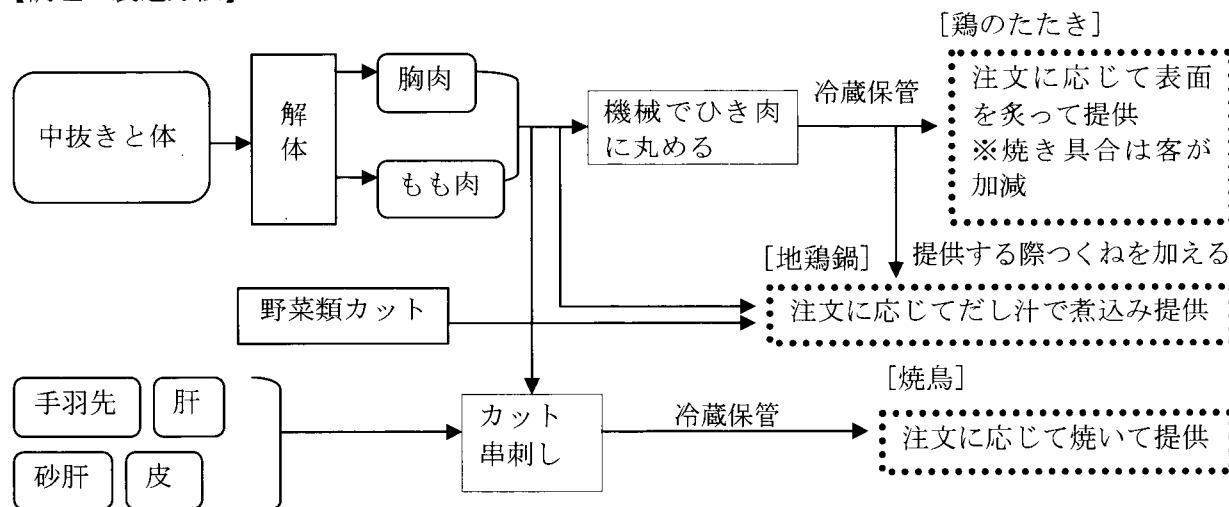 [鶏のたたき]
中抜きと体
解
体
胸肉
もも肉
機械でひき肉
に丸める
冷蔵保管
注文に応じて表面
を炙って提供
※焼き具合は客が
加減
[地鶏鍋]
提供する際つくねを加える
野菜類カット
注文に応じてだし汁で煮込み提供
[焼鳥]
手羽先
肝
砂肝
皮
カット
串刺し
冷蔵保管
注文に応じて焼いて提供